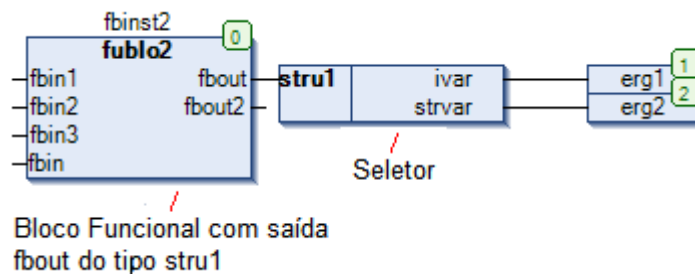 fbinst2
0
fublo2
fbin1 fbout stru1 ivar erg1 1
fbin2 fbout2 strvar erg2 2
fbin3
fbin
Seletor
Bloco Funcional com saída
fbout do tipo stru1